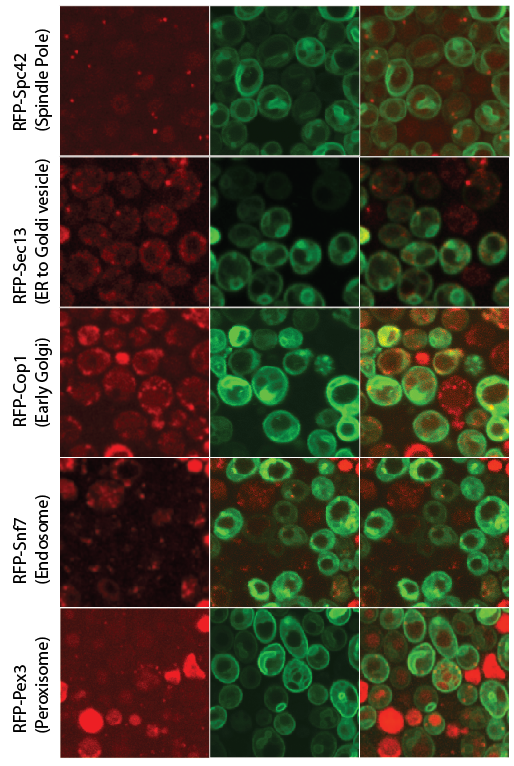 RFP-Spc42
(Spindle Pole)
RFP-Sec13
(ER to Goldi vesicle)
RFP-Cop1
(Early Golgi)
RFP-Snf7
(Endosome)
RFP-Pex3
(Peroxisome)